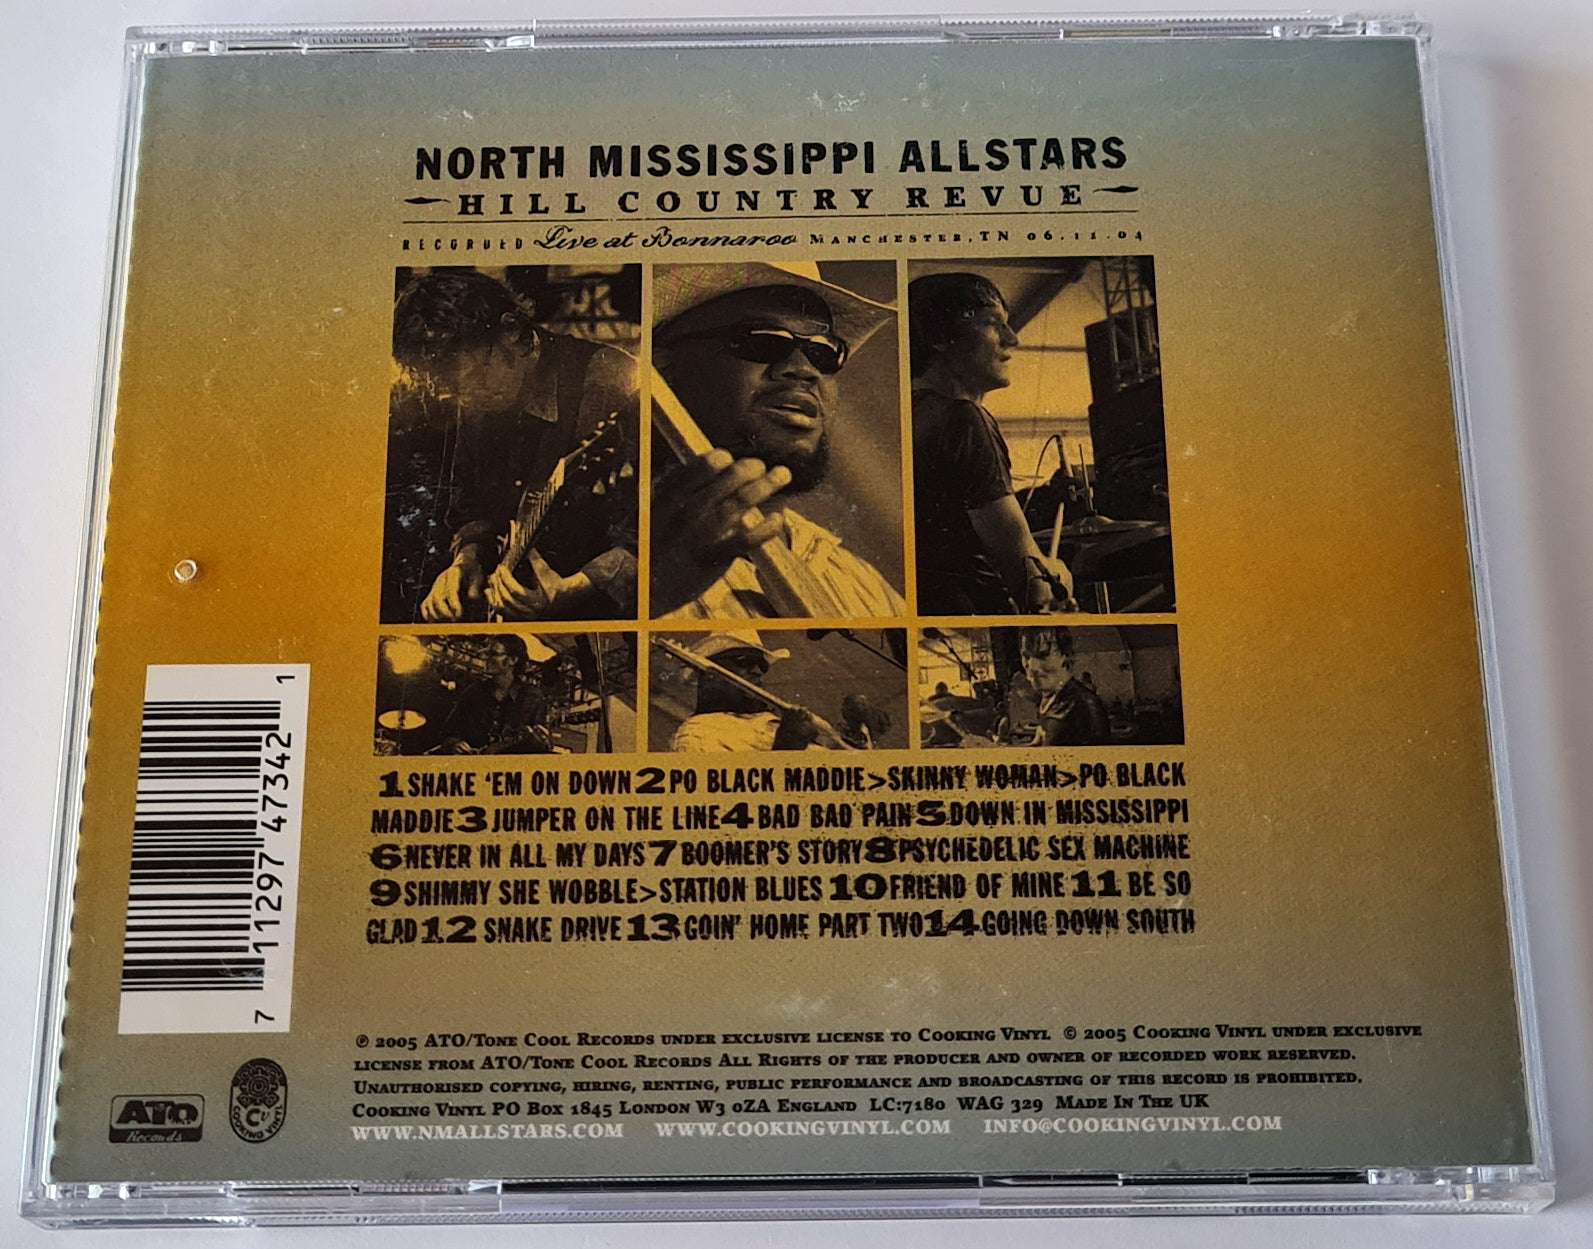 NORTH MISSISSIPPI ALLSTARS
HILL COUNTRY REVUE
RECORDED Live at Bonnaroo MANCHESTER, TN 06.11.04
1 SHAKE 'EM ON DOWN 2 PO BLACK MADDIE>SKINNY WOMAN>PO BLACK
MADDIE 3 JUMPER ON THE LINE 4 BAD BAD PAIN 5 DOWN IN MISSISSIPPI
6 NEVER IN ALL MY DAYS 7 BOOMER'S STORY 8 PSYCHEDELIC SEX MACHINE
9 SHIMMY SHE WOBBLE>STATION BLUES 10 FRIEND OF MINE 11 BE SO
GLAD 12 SNAKE DRIVE 13 GOIN' HOME PART TWO 14 GOING DOWN SOUTH
7 11297 47342 1
℗ 2005 ATO/TONE COOL RECORDS UNDER EXCLUSIVE LICENSE TO COOKING VINYL © 2005 COOKING VINYL UNDER EXCLUSIVE
LICENSE FROM ATO/TONE COOL RECORDS ALL RIGHTS OF THE PRODUCER AND OWNER OF RECORDED WORK RESERVED.
UNAUTHORISED COPYING, HIRING, RENTING, PUBLIC PERFORMANCE AND BROADCASTING OF THIS RECORD IS PROHIBITED.
COOKING VINYL PO BOX 1845 LONDON W3 0ZA ENGLAND LC:7180 WAG 329 MADE IN THE UK
WWW.NMALLSTARS.COM WWW.COOKINGVINYL.COM INFO@COOKINGVINYL.COM
ATO
Records
CV
COOKING VINYL